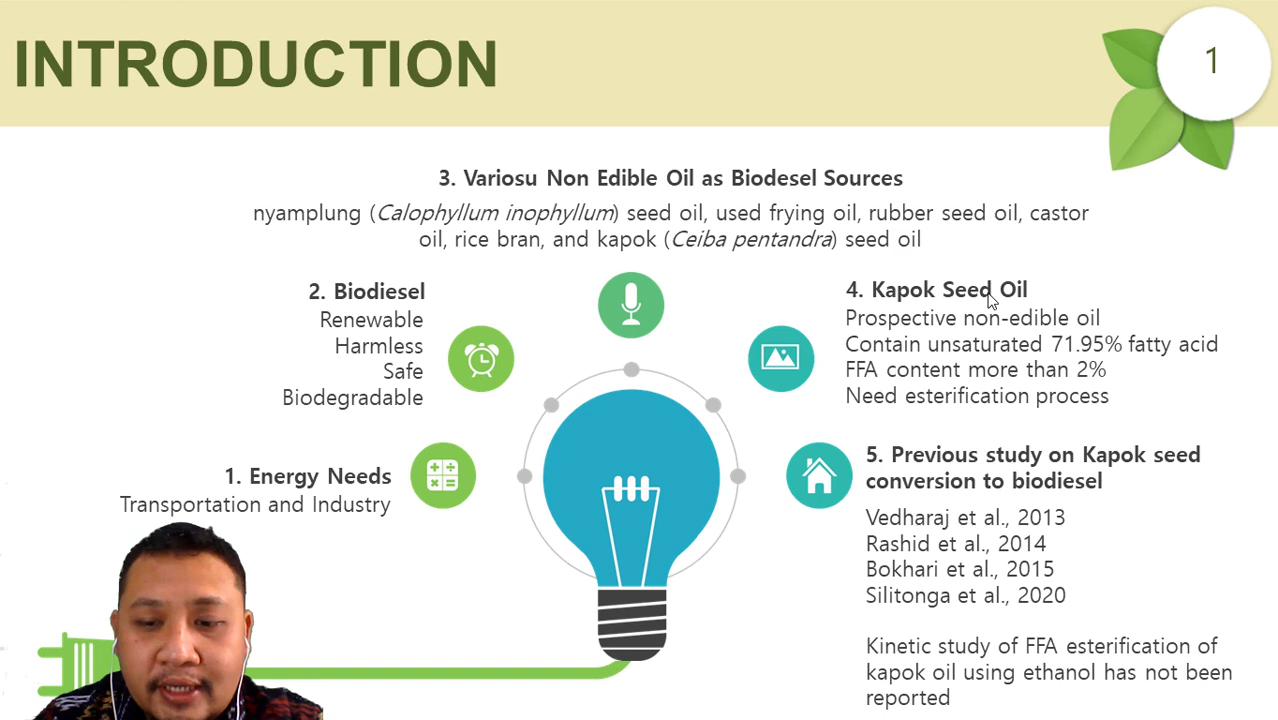 INTRODUCTION
1
3. Variosu Non Edible Oil as Biodesel Sources
nyamplung (Calophyllum inophyllum) seed oil, used frying oil, rubber seed oil, castor
oil, rice bran, and kapok (Ceiba pentandra) seed oil
2. Biodiesel
Renewable
Harmless
Safe
Biodegradable
1. Energy Needs
Transportation and Industry
4. Kapok Seed Oil
Prospective non-edible oil
Contain unsaturated 71.95% fatty acid
FFA content more than 2%
Need esterification process
5. Previous study on Kapok seed
conversion to biodiesel
Vedharaj et al., 2013
Rashid et al., 2014
Bokhari et al., 2015
Silitonga et al., 2020
Kinetic study of FFA esterification of
kapok oil using ethanol has not been
reported